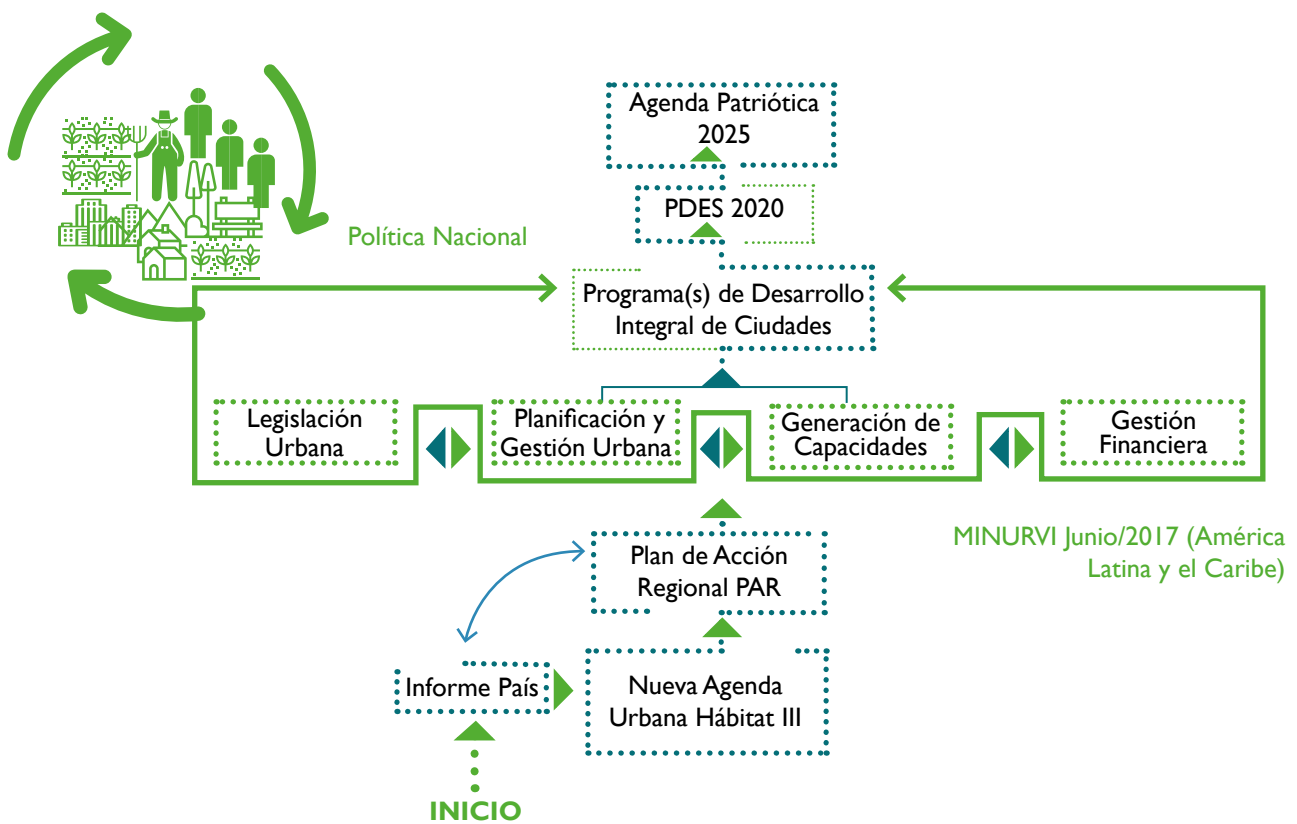 Agenda Patriótica
2025
PDES 2020
Política Nacional
Programa(s) de Desarrollo
Integral de Ciudades
Legislación
Urbana
Planificación y
Gestión Urbana
Generación de
Capacidades
Gestión
Financiera
MINURVI Junio/2017 (América
Latina y el Caribe)
Plan de Acción
Regional PAR
Informe País
Nueva Agenda
Urbana Hábitat III
INICIO